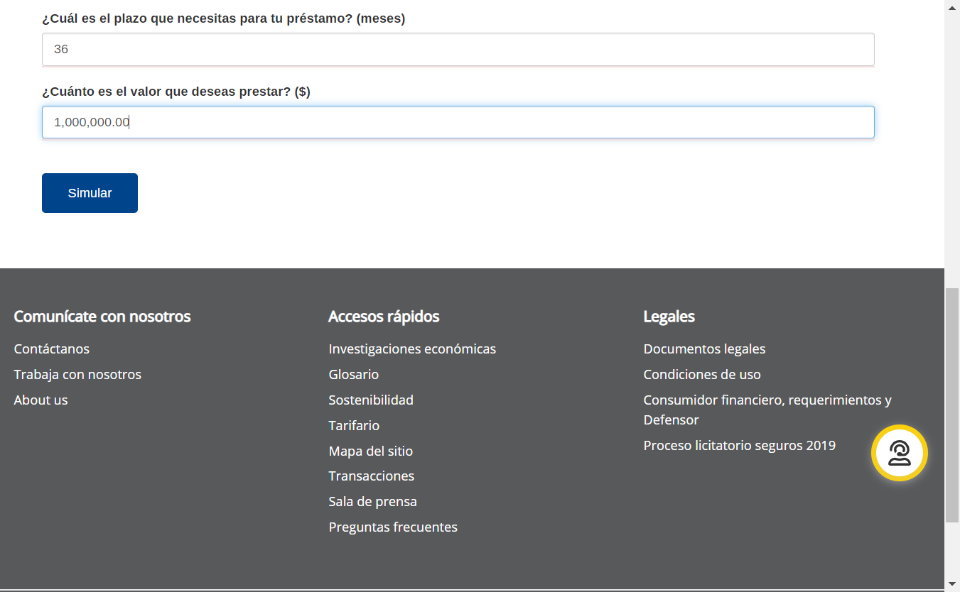 ¿Cuál es el plazo que necesitas para tu préstamo? (meses)
36
¿Cuánto es el valor que deseas prestar? ($)
1,000,000.00
Simular
Comunícate con nosotros
Contáctanos
Trabaja con nosotros
About us
Accesos rápidos
Investigaciones económicas
Glosario
Sostenibilidad
Tarifario
Mapa del sitio
Transacciones
Sala de prensa
Preguntas frecuentes
Legales
Documentos legales
Condiciones de uso
Consumidor financiero, requerimientos y
Defensor
Proceso licitatorio seguros 2019